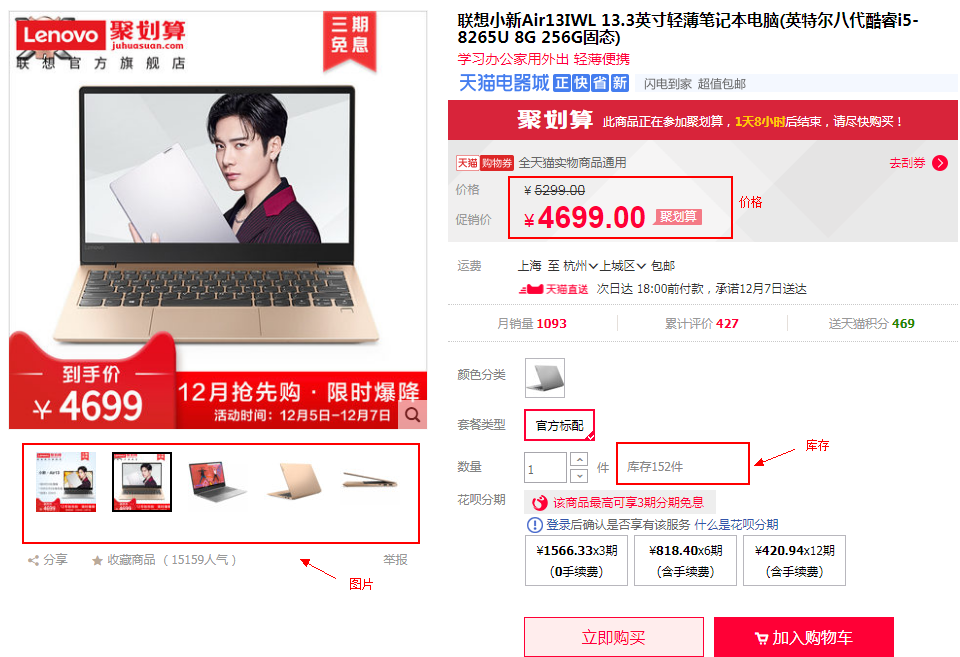 Lenovo 聚划算
juhuasuan.com
联想官方旗舰店
三期
免息
到手价
¥4699
12月抢先购·限时爆降
活动时间：12月5日-12月7日
分享
收藏商品（15159人气）
举报
图片
联想小新Air13IWL 13.3英寸轻薄笔记本电脑(英特尔八代酷睿i5-
8265U 8G 256G固态)
学习办公家用外出 轻薄便携
天猫电器城 正快省新 闪电到家 超值包邮
聚划算 此商品正在参加聚划算，1天8小时后结束，请尽快购买！
天猫 购物券 全天猫实物商品通用 去刮券
价格 ¥5299.00
促销价 ¥4699.00 聚划算
价格
运费 上海 至 杭州 上城区 包邮
天猫直送 次日达 18:00前付款，承诺12月7日送达
月销量 1093 累计评价 427 送天猫积分 469
颜色分类
套餐类型 官方标配
数量 1 件 库存152件
库存
花呗分期 该商品最高可享3期分期免息
登录后确认是否享有该服务 什么是花呗分期
¥1566.33x3期 ¥818.40x6期 ¥420.94x12期
(0手续费) (含手续费) (含手续费)
立即购买 加入购物车